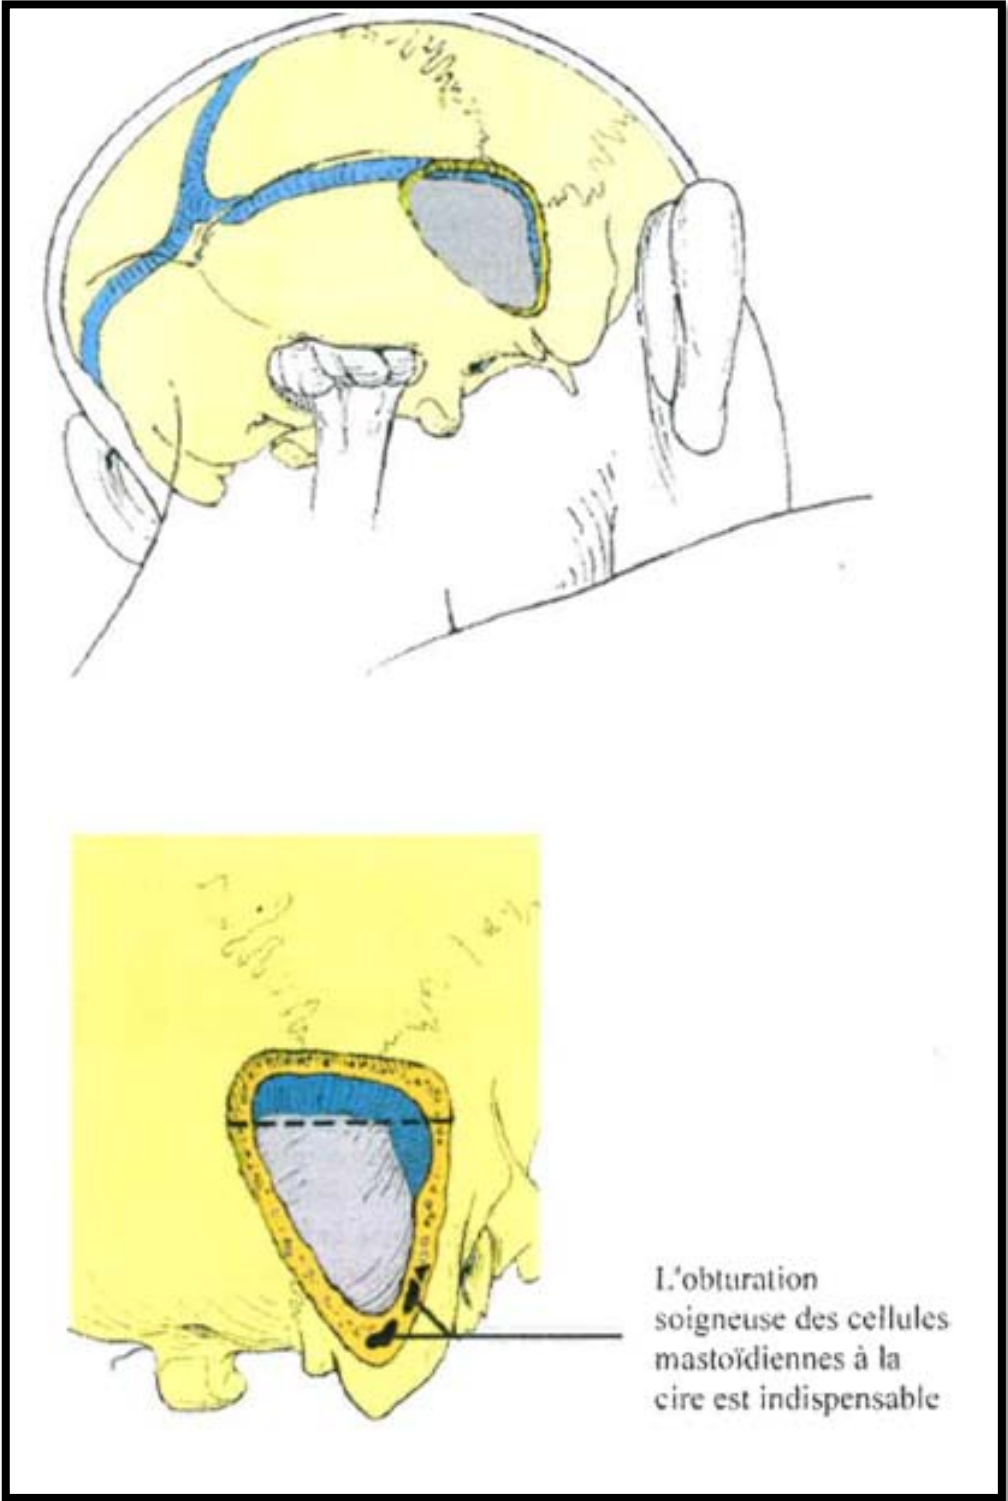 L'obturation
soigneuse des cellules
mastoïdiennes à la
cire est indispensable